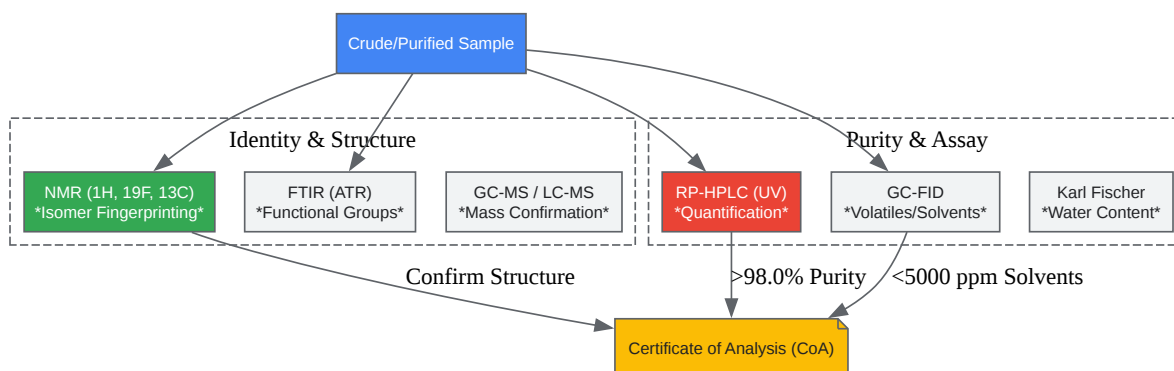 Crude/Purified Sample
Identity & Structure
Purity & Assay
NMR (1H, 19F, 13C)
*Isomer Fingerprinting*
FTIR (ATR)
*Functional Groups*
GC-MS / LC-MS
*Mass Confirmation*
RP-HPLC (UV)
*Quantification*
GC-FID
*Volatiles/Solvents*
Karl Fischer
*Water Content*
Confirm Structure
>98.0% Purity
<5000 ppm Solvents
Certificate of Analysis (CoA)